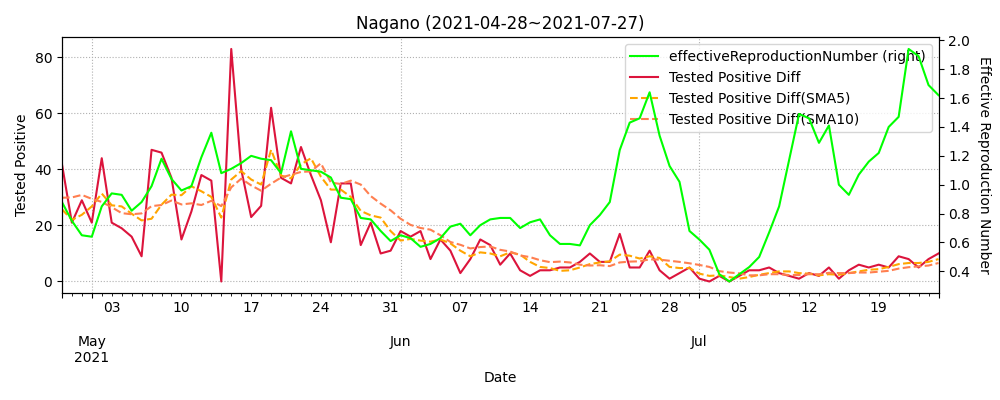 Nagano (2021-04-28~2021-07-27)
effectiveReproductionNumber (right)
Tested Positive Diff
Tested Positive Diff(SMA5)
Tested Positive Diff(SMA10)
Tested Positive
80
60
40
20
0
2.0
1.8
1.6
1.4
1.2
1.0
0.8
0.6
0.4
Effective Reproduction Number
03 10 17 24 31 07 14 21 28 05 12 19
May Jun Jul
2021
Date